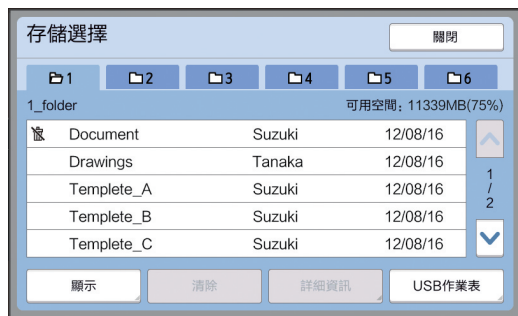 存儲選擇 關閉
1 2 3 4 5 6
1_folder 可用空間：11339MB(75%)
Document Suzuki 12/08/16
Drawings Tanaka 12/08/16
Templete_A Suzuki 12/08/16
Templete_B Suzuki 12/08/16
Templete_C Suzuki 12/08/16
1
/
2
顯示 清除 詳細資訊 USB作業表